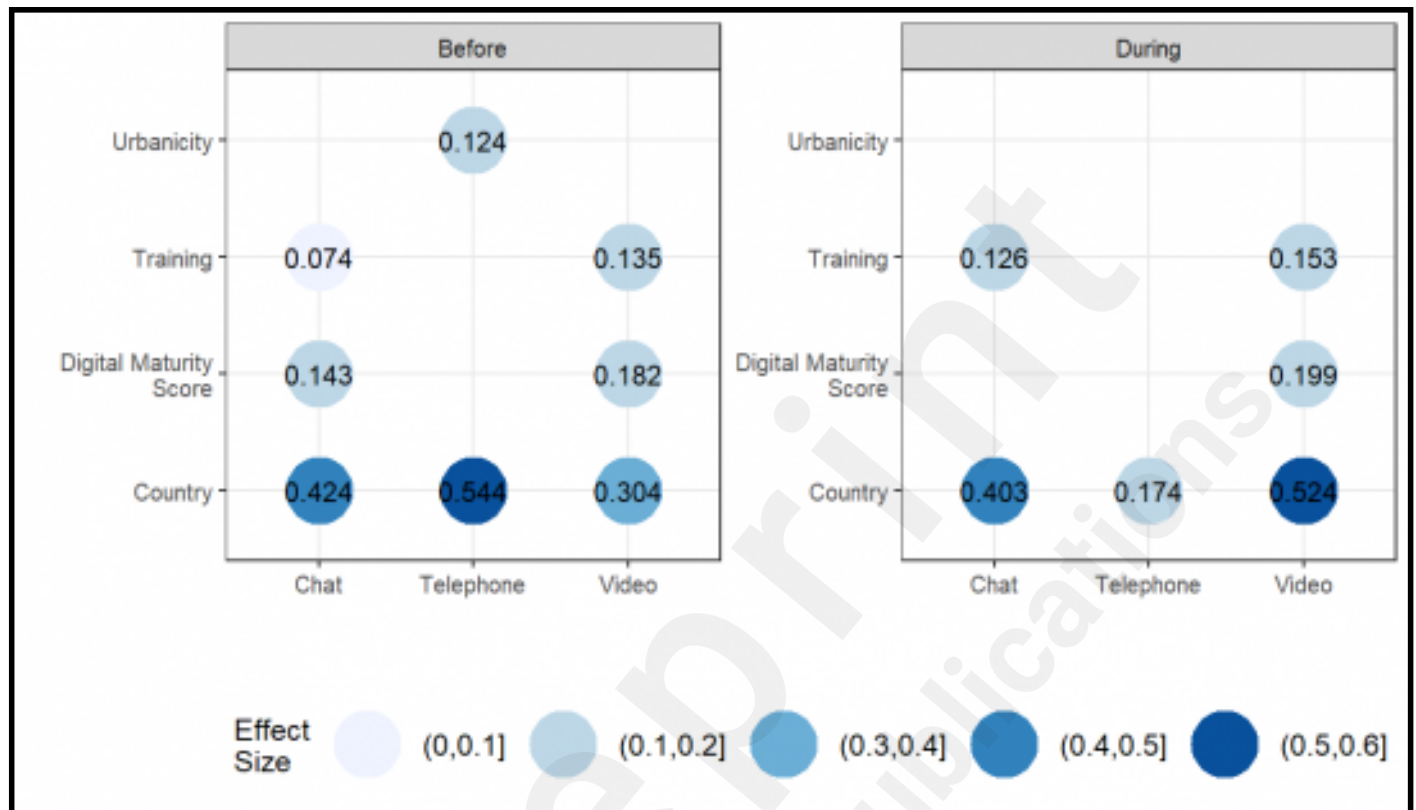 Before
During
Urbanicity
0.124
Urbanicity
Training
0.074
0.135
Training
0.126
0.153
Digital Maturity
Score
0.143
0.182
Digital Maturity
Score
0.199
Country
0.424
0.544
0.304
Country
0.403
0.174
0.524
Chat
Telephone
Video
Chat
Telephone
Video
Effect
Size
(0,0.1]
(0.1,0.2]
(0.3,0.4]
(0.4,0.5]
(0.5,0.6]
eprint
ublications